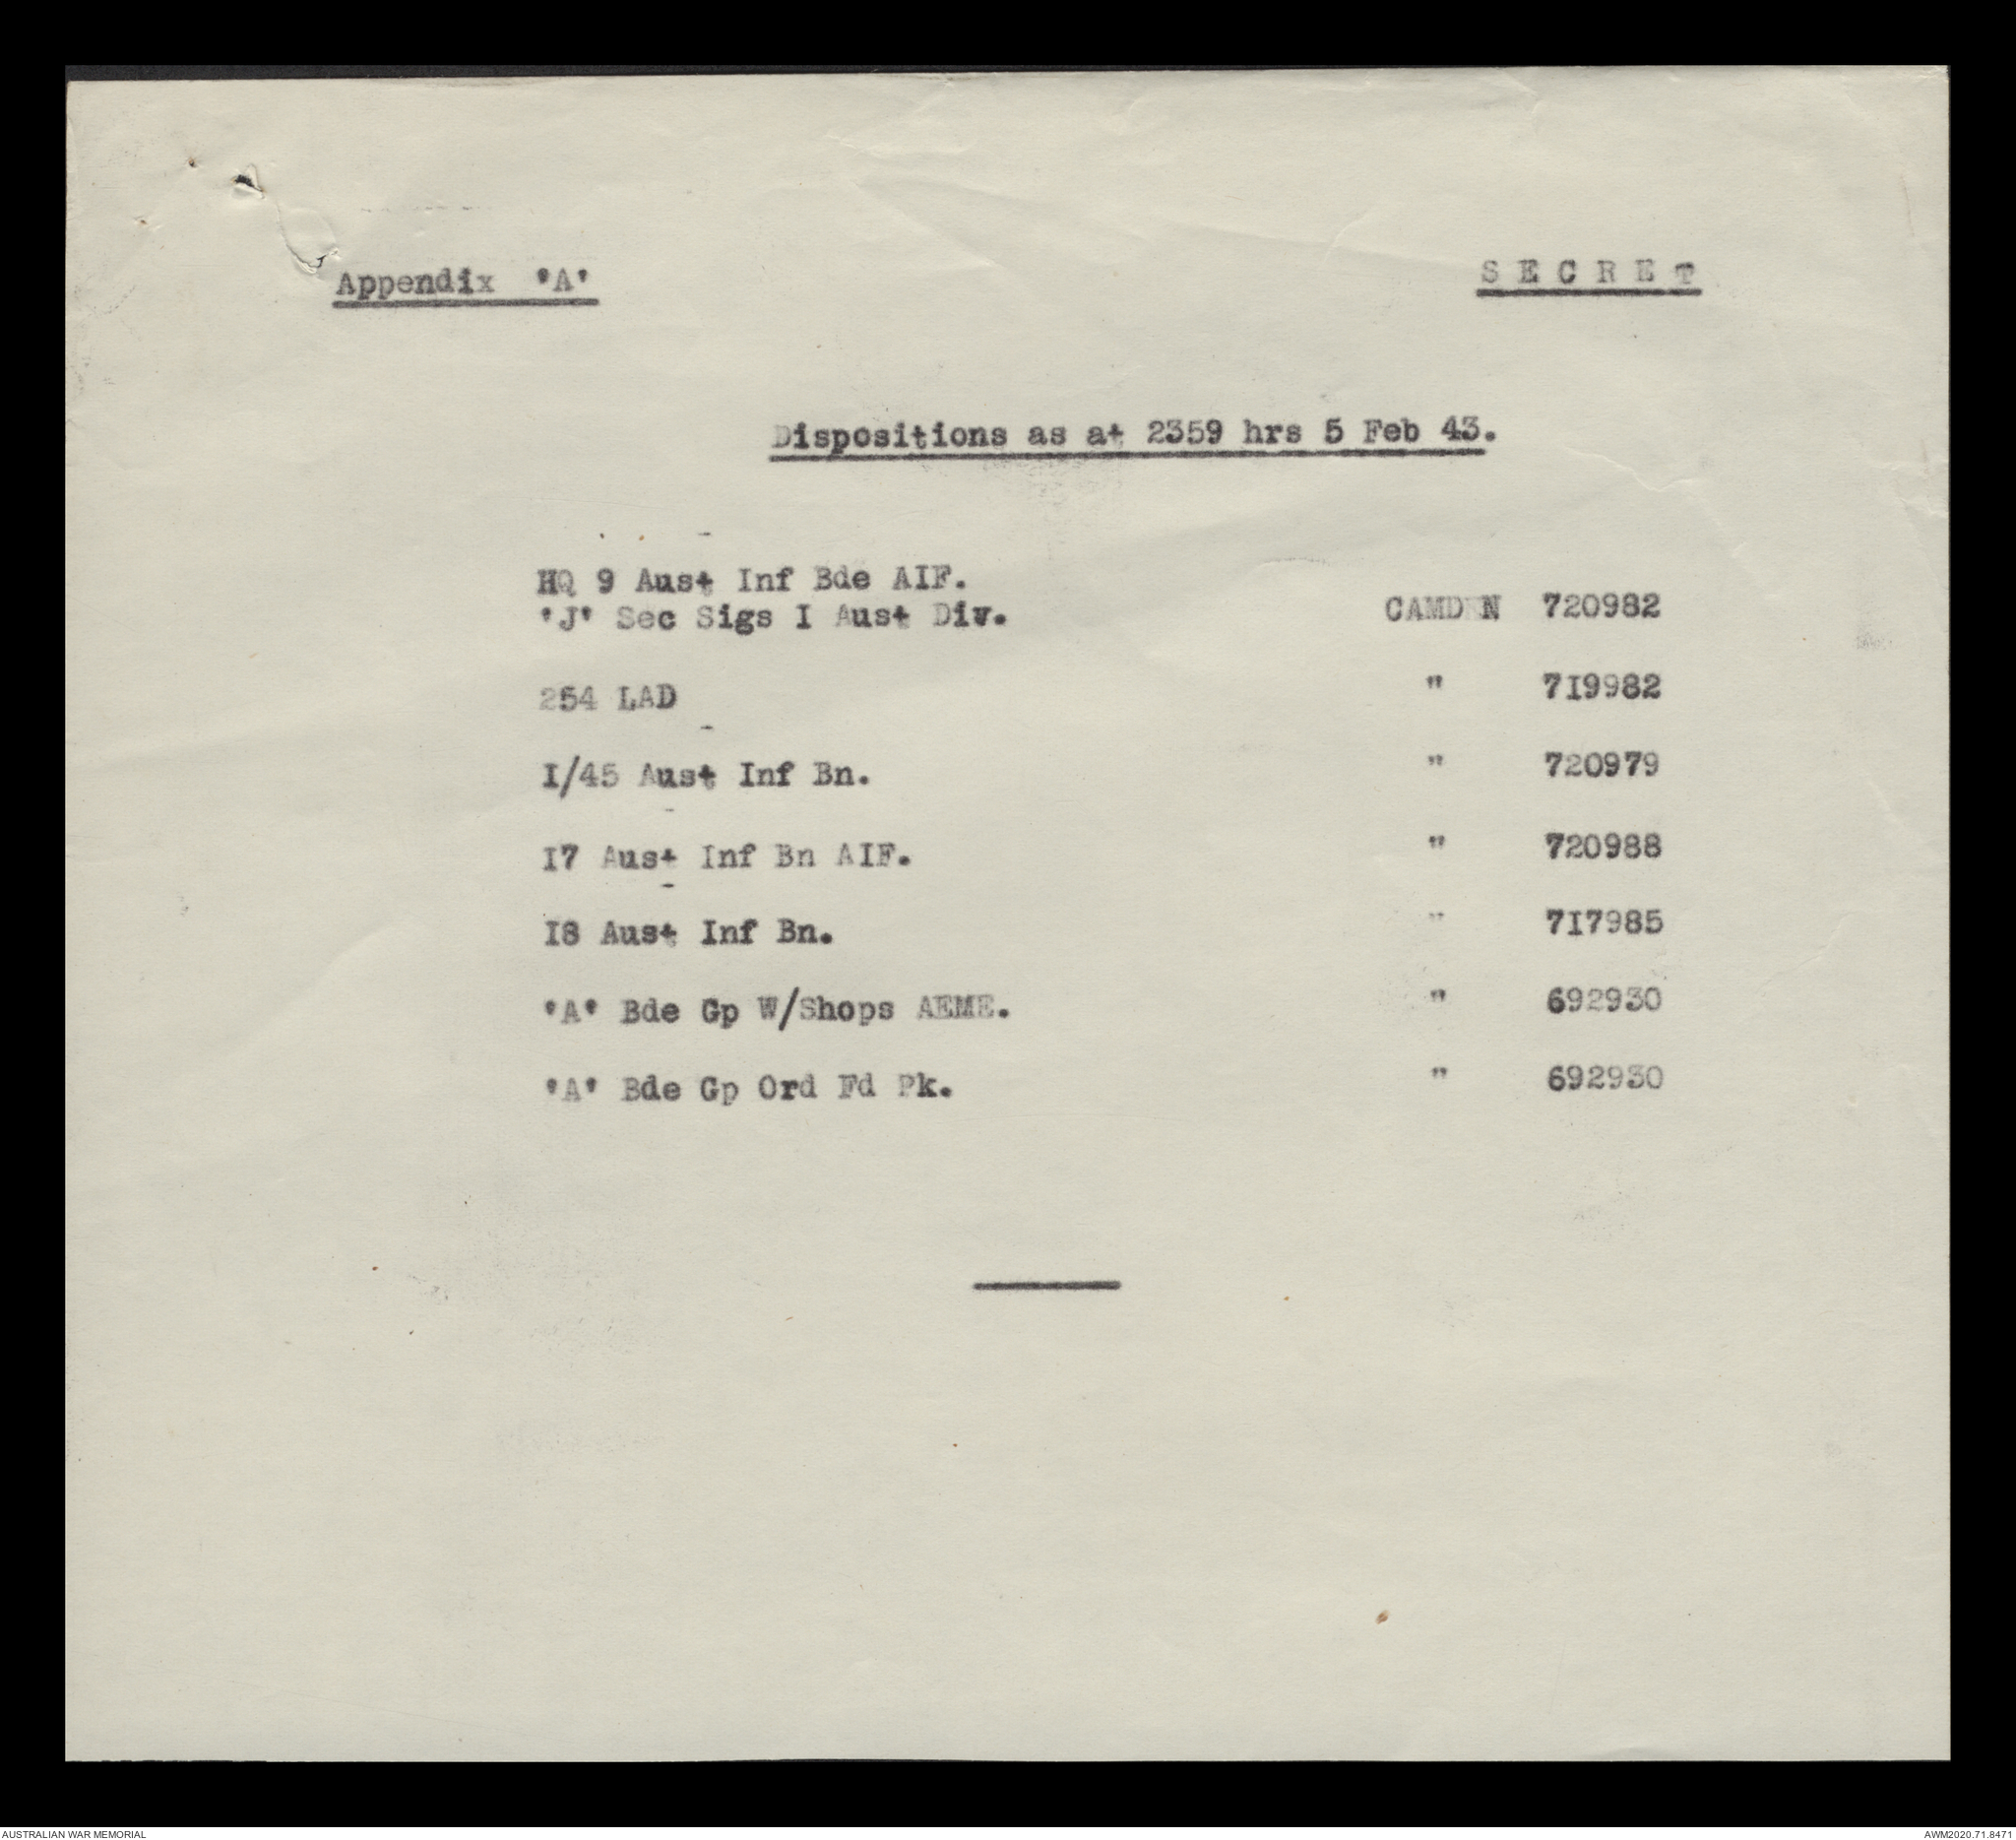 Appendix 'A' SECRET
Dispositions as at 2359 hrs 5 Feb 43.
HQ 9 Aust Inf Bde AIF.
'J' Sec Sigs I Aust Div. CAMDEN 720982
254 LAD " 7I9982
I/45 Aust Inf Bn. " 720979
I7 Aust Inf Bn AIF. " 720988
I8 Aust Inf Bn. " 7I7985
'A' Bde Gp W/Shops AEME. " 692930
'A' Bde Gp Ord Fd Pk. " 692930
AUSTRALIAN WAR MEMORIAL AWM2020.71.8471